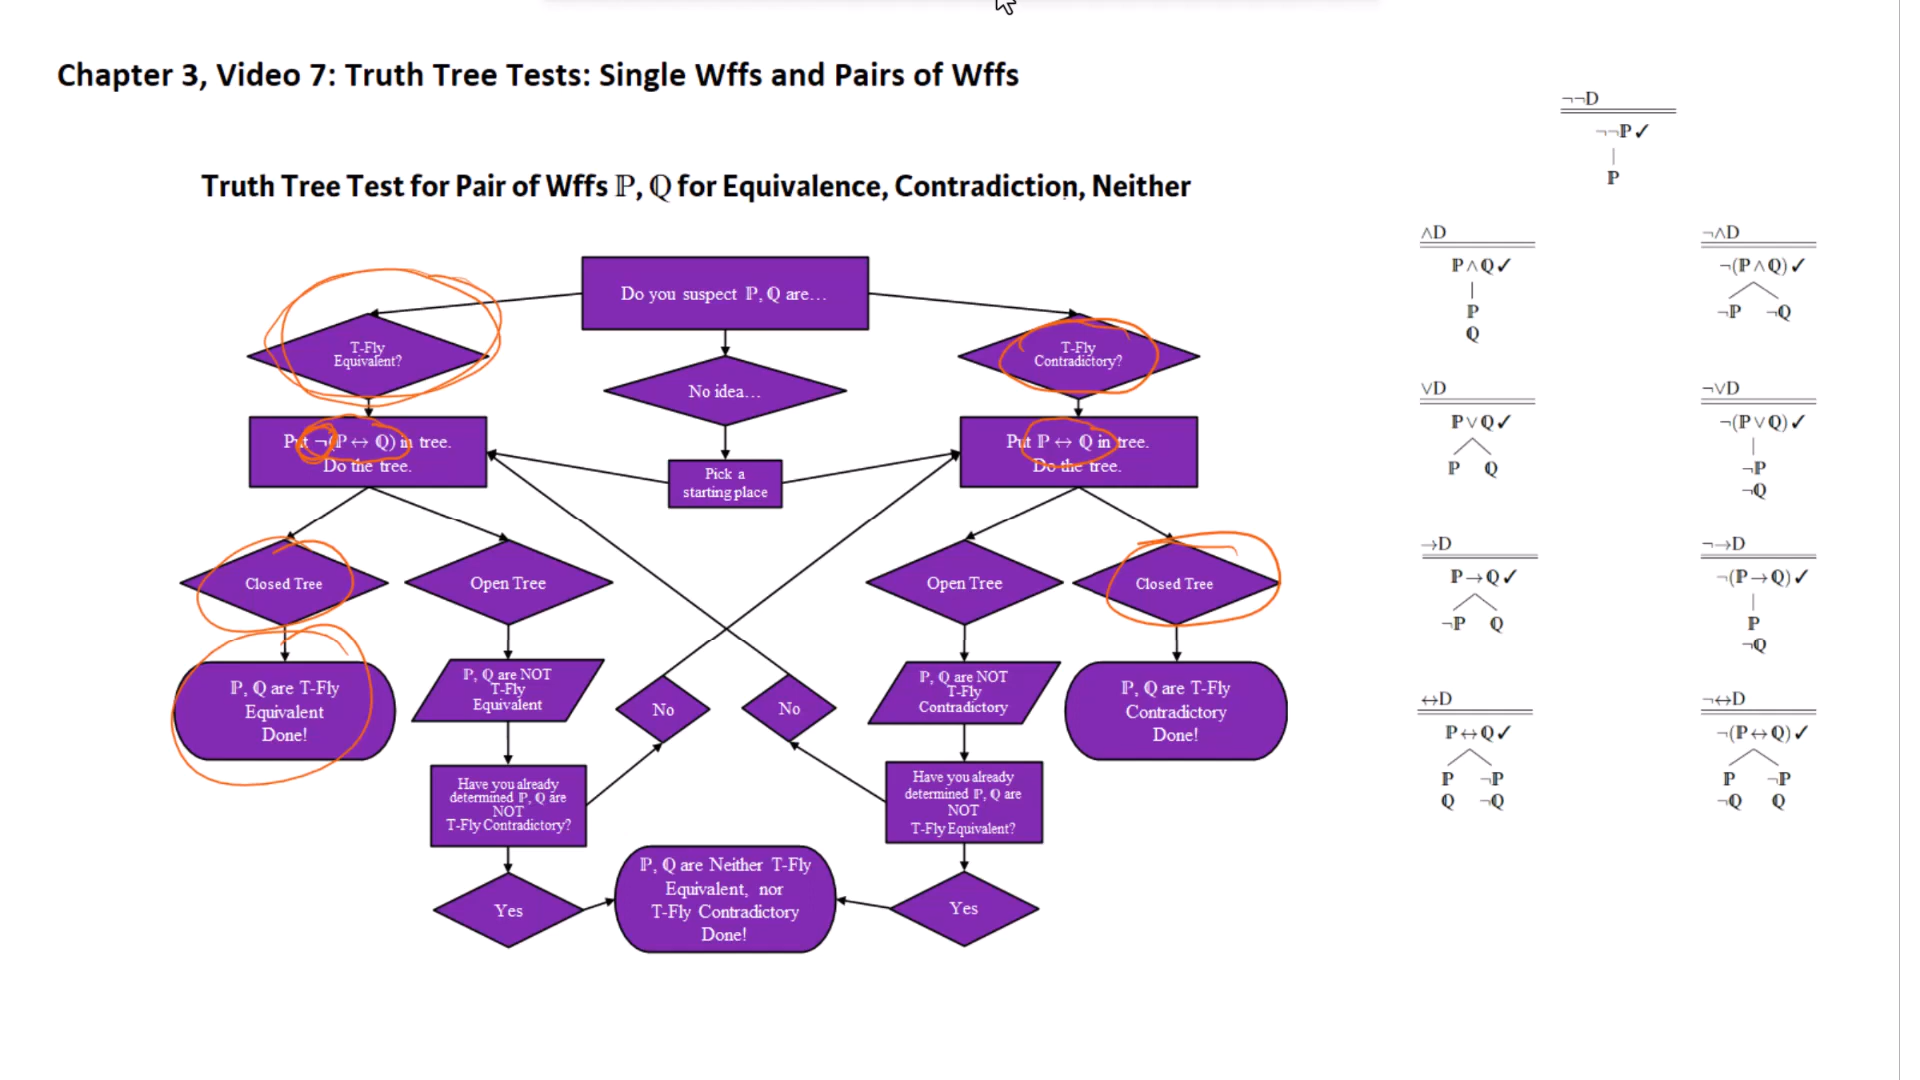 Chapter 3, Video 7: Truth Tree Tests: Single Wffs and Pairs of Wffs
Truth Tree Test for Pair of Wffs ℙ, ℚ for Equivalence, Contradiction, Neither
Do you suspect ℙ, ℚ are…
T-Fly
Equivalent?
No idea…
T-Fly
Contradictory?
Put ¬(ℙ ↔ ℚ) in tree.
Do the tree.
Pick a
starting place
Put ℙ ↔ ℚ in tree.
Do the tree.
Closed Tree
Open Tree
Open Tree
Closed Tree
ℙ, ℚ are T-Fly
Equivalent
Done!
ℙ, ℚ are NOT
T-Fly
Equivalent
No
No
ℙ, ℚ are NOT
T-Fly
Contradictory
ℙ, ℚ are T-Fly
Contradictory
Done!
Have you already
determined ℙ, ℚ are
NOT
T-Fly Contradictory?
Have you already
determined ℙ, ℚ are
NOT
T-Fly Equivalent?
Yes
ℙ, ℚ are Neither T-Fly
Equivalent, nor
T-Fly Contradictory
Done!
Yes
¬¬D
¬¬ℙ✓
ℙ
∧D
ℙ∧ℚ✓
ℙ
ℚ
¬∧D
¬(ℙ∧ℚ)✓
¬ℙ ¬ℚ
∨D
ℙ∨ℚ✓
ℙ ℚ
¬∨D
¬(ℙ∨ℚ)✓
¬ℙ
¬ℚ
→D
ℙ→ℚ✓
¬ℙ ℚ
¬→D
¬(ℙ→ℚ)✓
ℙ
¬ℚ
↔D
ℙ↔ℚ✓
ℙ ¬ℙ
ℚ ¬ℚ
¬↔D
¬(ℙ↔ℚ)✓
ℙ ¬ℙ
¬ℚ ℚ